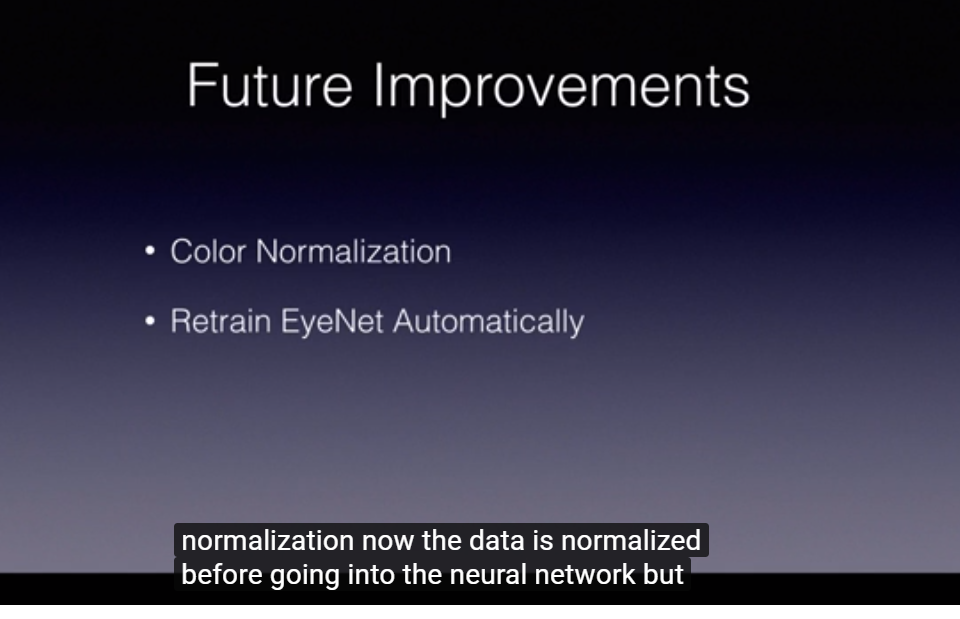 Future Improvements
• Color Normalization
• Retrain EyeNet Automatically
normalization now the data is normalized
before going into the neural network but